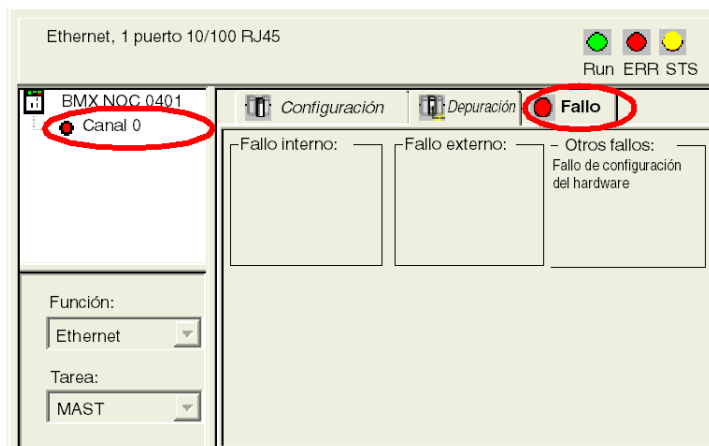 Ethernet, 1 puerto 10/100 RJ45
Run ERR STS
BMX NOC 0401
Canal 0
Configuración Depuración Fallo
Fallo interno: Fallo externo: Otros fallos:
Fallo de configuración
del hardware
Función:
Ethernet
Tarea:
MAST